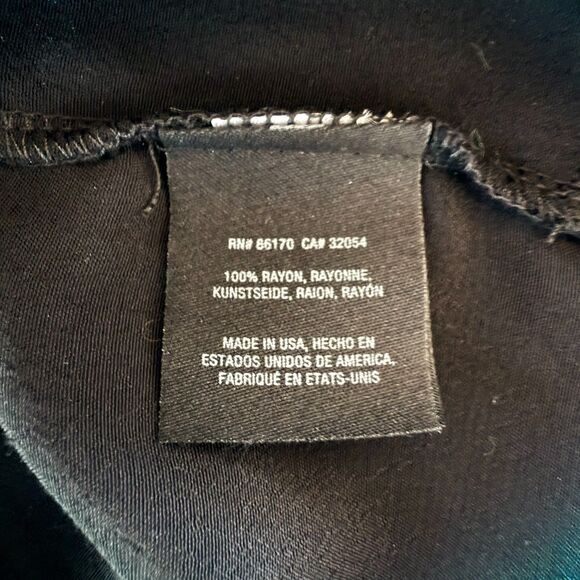 RN# 86170 CA# 32054
100% RAYON, RAYONNE,
KUNSTSEIDE, RAION, RAYÓN
MADE IN USA, HECHO EN
ESTADOS UNIDOS DE AMERICA,
FABRIQUÉ EN ETATS-UNIS